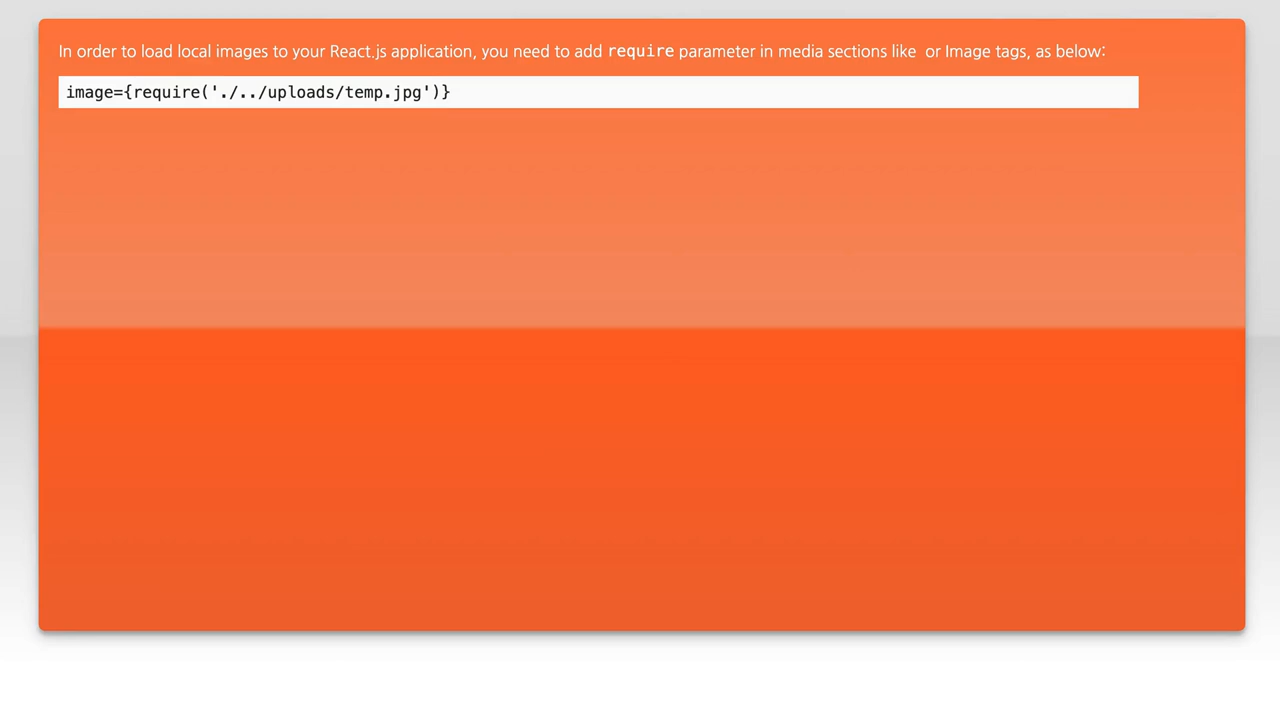 In order to load local images to your React.js application, you need to add require parameter in media sections like  or Image tags, as below:
image={require('./../uploads/temp.jpg')}